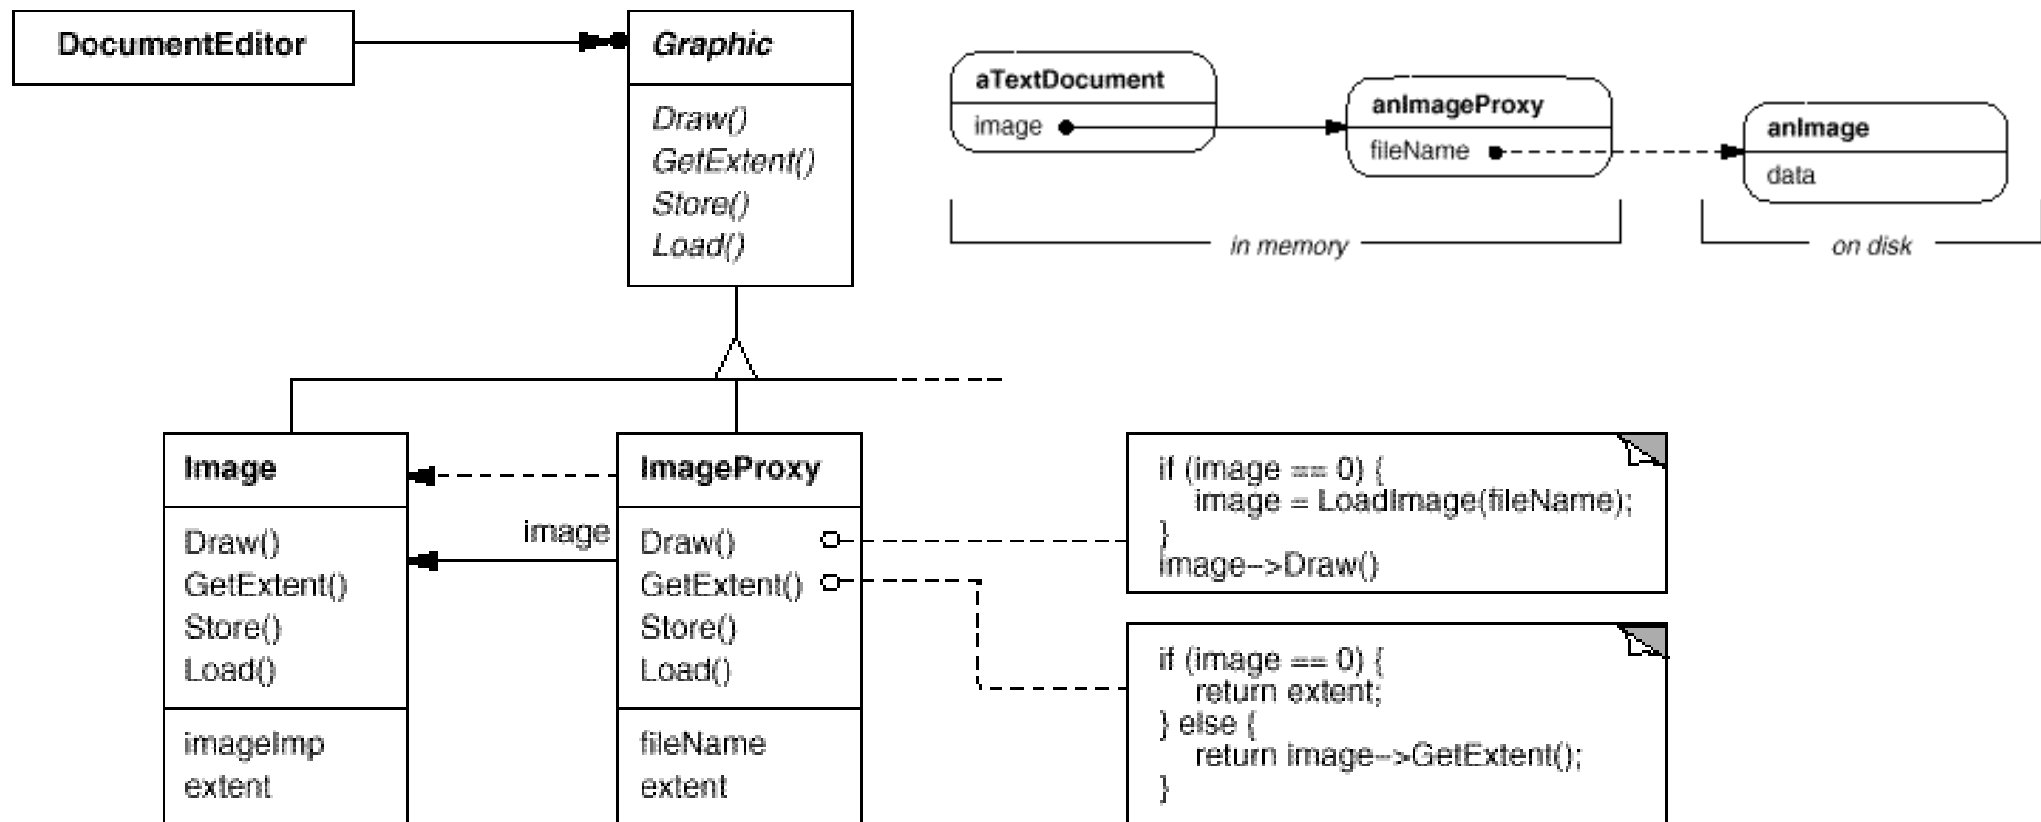 DocumentEditor
Graphic
Draw()
GetExtent()
Store()
Load()
aTextDocument
image
anImageProxy
fileName
anImage
data
in memory
on disk
Image
Draw()
GetExtent()
Store()
Load()
imageImp
extent
image
ImageProxy
Draw()
GetExtent()
Store()
Load()
fileName
extent
if (image == 0) {
image = LoadImage(fileName);
}
image->Draw()
if (image == 0) {
return extent;
} else {
return image->GetExtent();
}